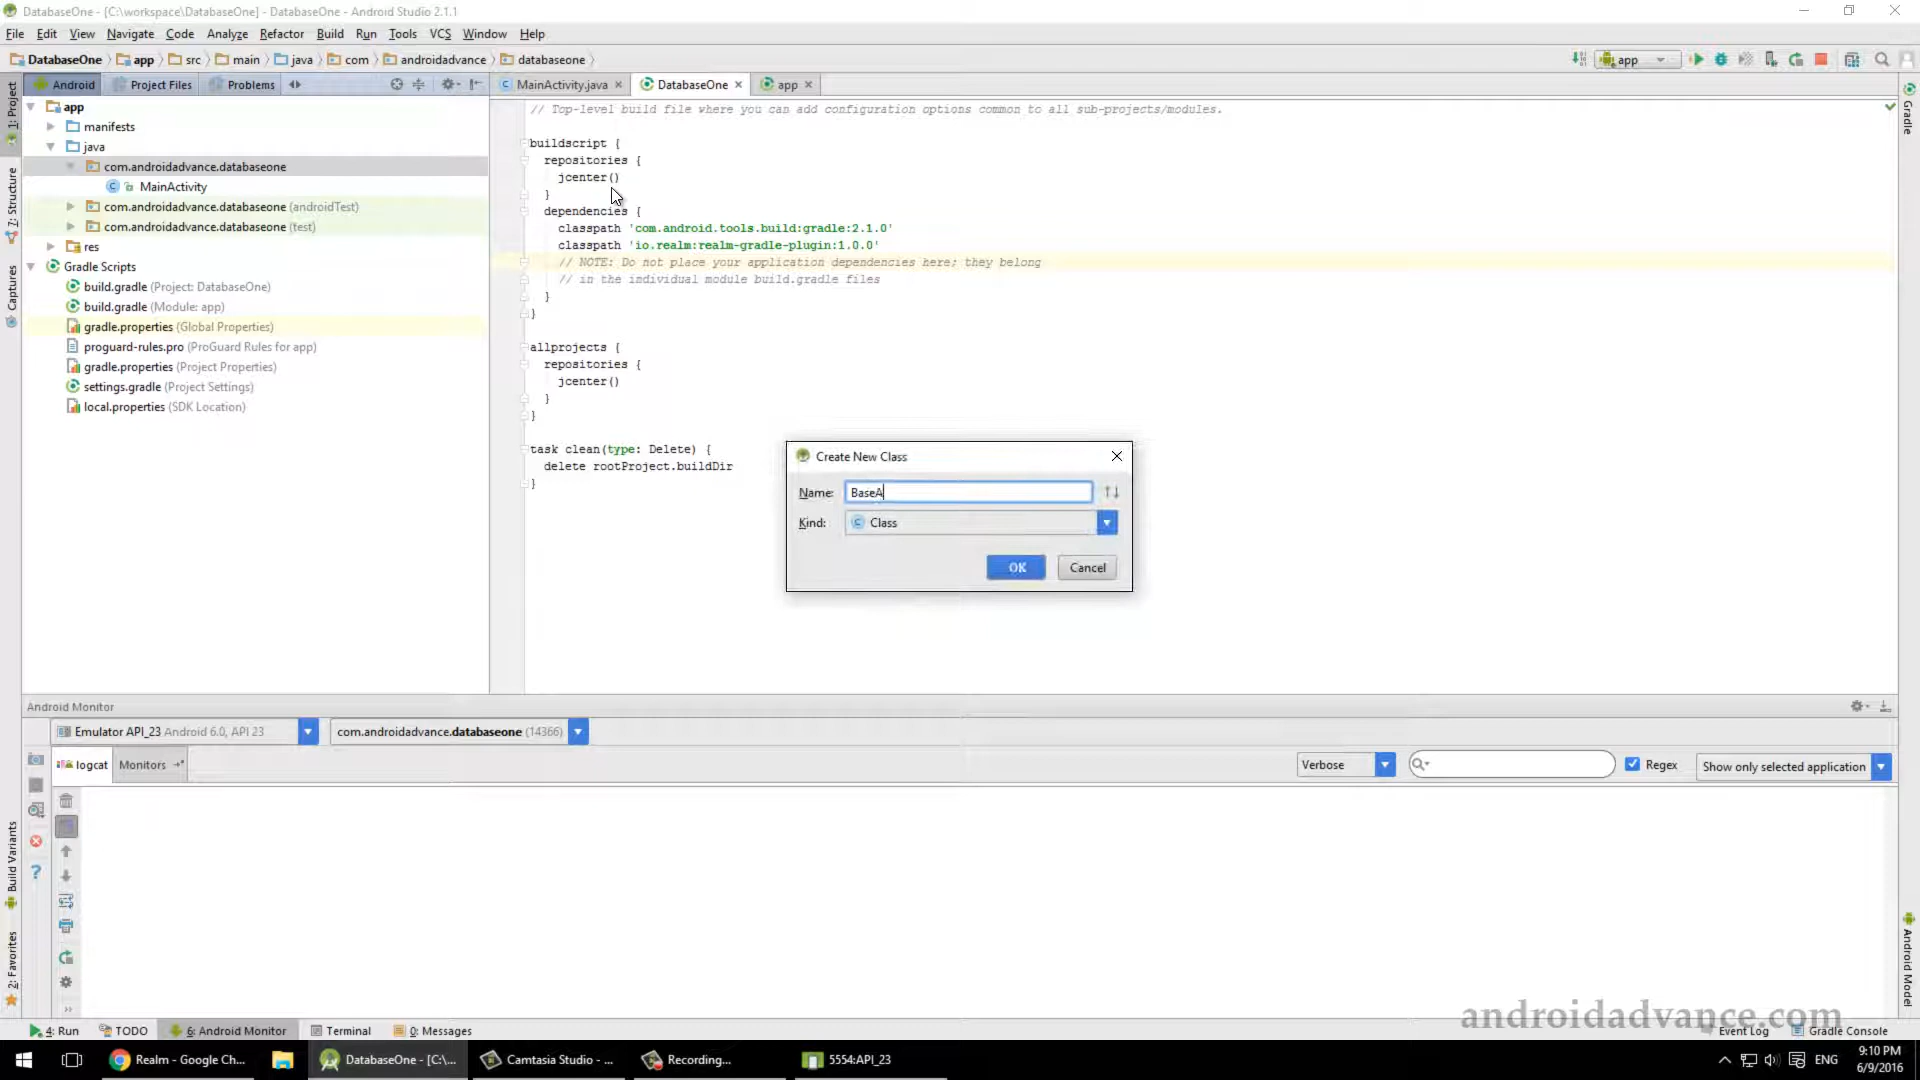 DatabaseOne - [C:\workspace\DatabaseOne] - DatabaseOne - Android Studio 2.1.1
File Edit View Navigate Code Analyze Refactor Build Run Tools VCS Window Help
DatabaseOne app src main java com androidadvance databaseone
app
Android Project Files Problems
MainActivity.java DatabaseOne app
1: Project
7: Structure
Captures
Build Variants
2: Favorites
Gradle
Android Model
app
manifests
java
com.androidadvance.databaseone
MainActivity
com.androidadvance.databaseone (androidTest)
com.androidadvance.databaseone (test)
res
Gradle Scripts
build.gradle (Project: DatabaseOne)
build.gradle (Module: app)
gradle.properties (Global Properties)
proguard-rules.pro (ProGuard Rules for app)
gradle.properties (Project Properties)
settings.gradle (Project Settings)
local.properties (SDK Location)
// Top-level build file where you can add configuration options common to all sub-projects/modules.
buildscript {
repositories {
jcenter()
}
dependencies {
classpath 'com.android.tools.build:gradle:2.1.0'
classpath 'io.realm:realm-gradle-plugin:1.0.0'
// NOTE: Do not place your application dependencies here; they belong
// in the individual module build.gradle files
}
}
allprojects {
repositories {
jcenter()
}
}
task clean(type: Delete) {
delete rootProject.buildDir
}
Create New Class
Name: BaseA
Kind: Class
OK Cancel
Android Monitor
Emulator API_23 Android 6.0, API 23
com.androidadvance.databaseone (14366)
logcat Monitors
Verbose
Regex
Show only selected application
androidadvance.com
4: Run TODO 6: Android Monitor Terminal 0: Messages
Event Log Gradle Console
Realm - Google Ch...
DatabaseOne - [C:\...
Camtasia Studio - ...
Recording...
5554:API_23
ENG
9:10 PM
6/9/2016